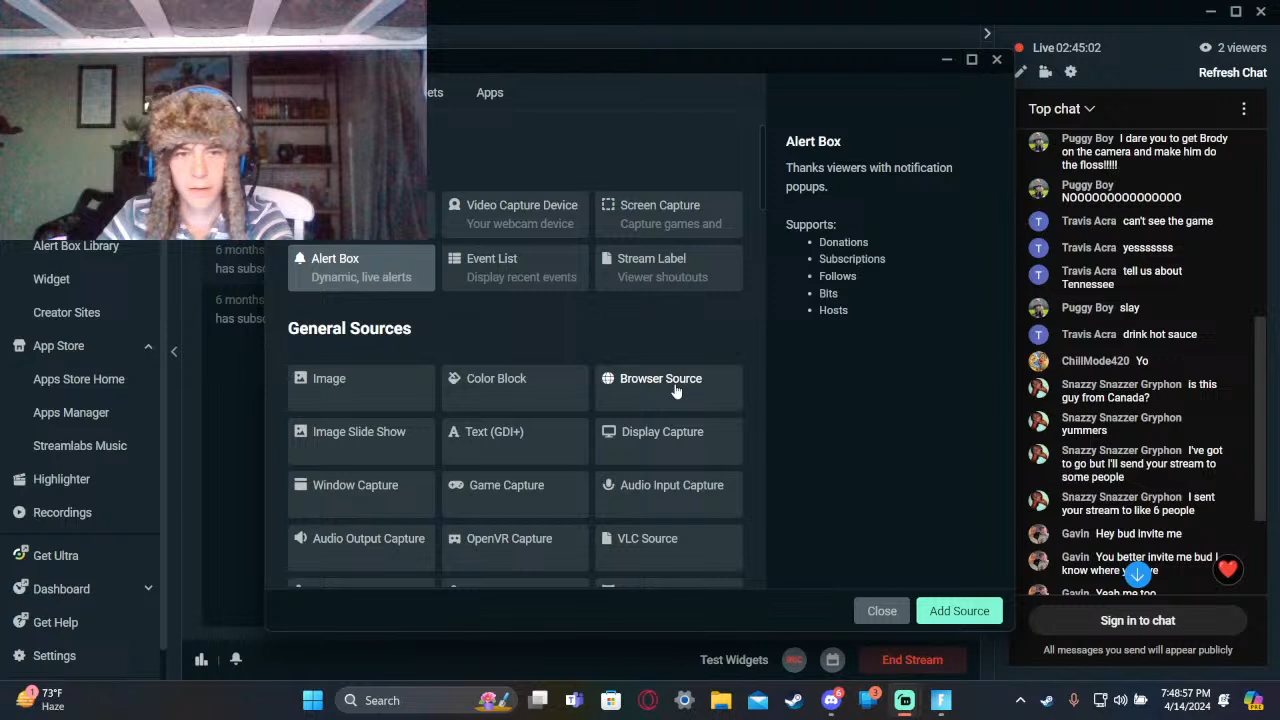 Live 02:45:02
2 viewers
ets
Apps
Refresh Chat
Top chat
Alert Box
Thanks viewers with notification
popups.
Supports:
Donations
Subscriptions
Follows
Bits
Hosts
Video Capture Device
Your webcam device
Screen Capture
Capture games and
Alert Box
Dynamic, live alerts
Event List
Display recent events
Stream Label
Viewer shoutouts
General Sources
Image
Color Block
Browser Source
Image Slide Show
Text (GDI+)
Display Capture
Window Capture
Game Capture
Audio Input Capture
Audio Output Capture
OpenVR Capture
VLC Source
Close
Add Source
Alert Box Library
Widget
Creator Sites
App Store
Apps Store Home
Apps Manager
Streamlabs Music
Highlighter
Recordings
Get Ultra
Dashboard
Get Help
Settings
6 months
has subsc
6 months
has subsc
Puggy Boy I dare you to get Brody
on the camera and make him do
the floss!!!!!
Puggy Boy
NOOOOOOOOOOOOOO
Travis Acra can't see the game
Travis Acra yesssssss
Travis Acra tell us about
Tennessee
Puggy Boy slay
Travis Acra drink hot sauce
ChillMode420 Yo
Snazzy Snazzer Gryphon is this
guy from Canada?
Snazzy Snazzer Gryphon
yummers
Snazzy Snazzer Gryphon I've got
to go but I'll send your stream to
some people
Snazzy Snazzer Gryphon I sent
your stream to like 6 people
Gavin Hey bud invite me
Gavin You better invite me bud I
know where
Gavin Yeah me too
Sign in to chat
All messages you send will appear publicly
Test Widgets
REC
End Stream
1
73°F
Haze
Search
6
3
7:48:57 PM
4/14/2024